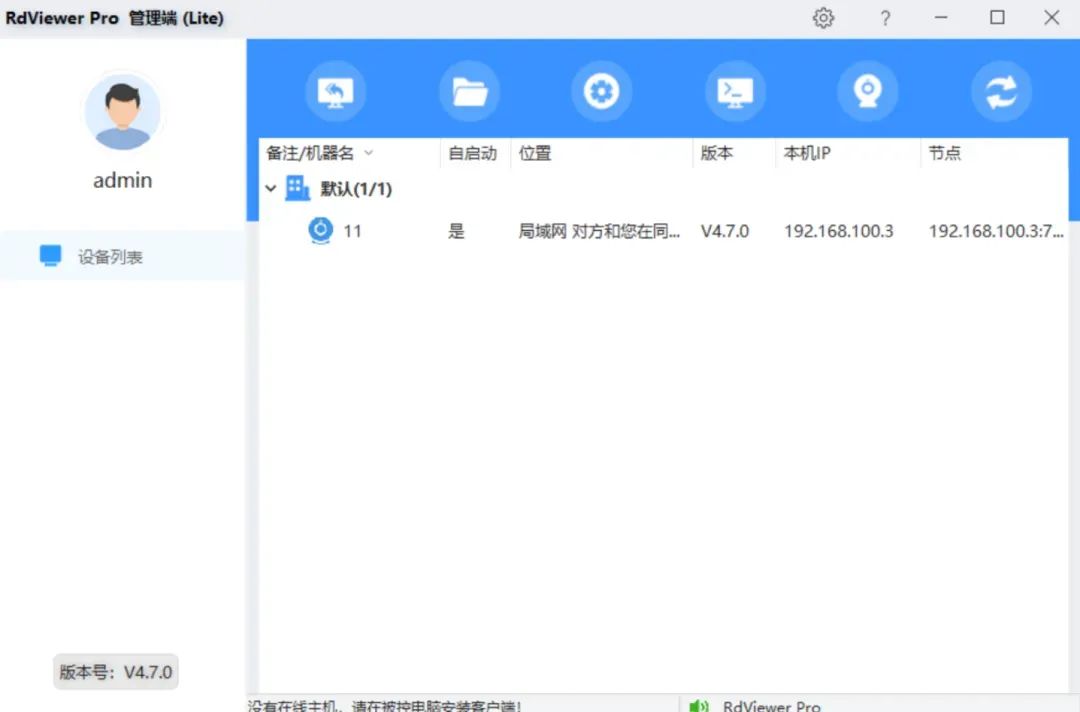 RdViewer Pro 管理端 (Lite)
?
admin
设备列表
备注/机器名 自启动 位置 版本 本机IP 节点
默认(1/1)
11 是 局域网 对方和您在同... V4.7.0 192.168.100.3 192.168.100.3:7...
版本号：V4.7.0
没有在线主机，请在被控电脑安装客户端! RdViewer Pro